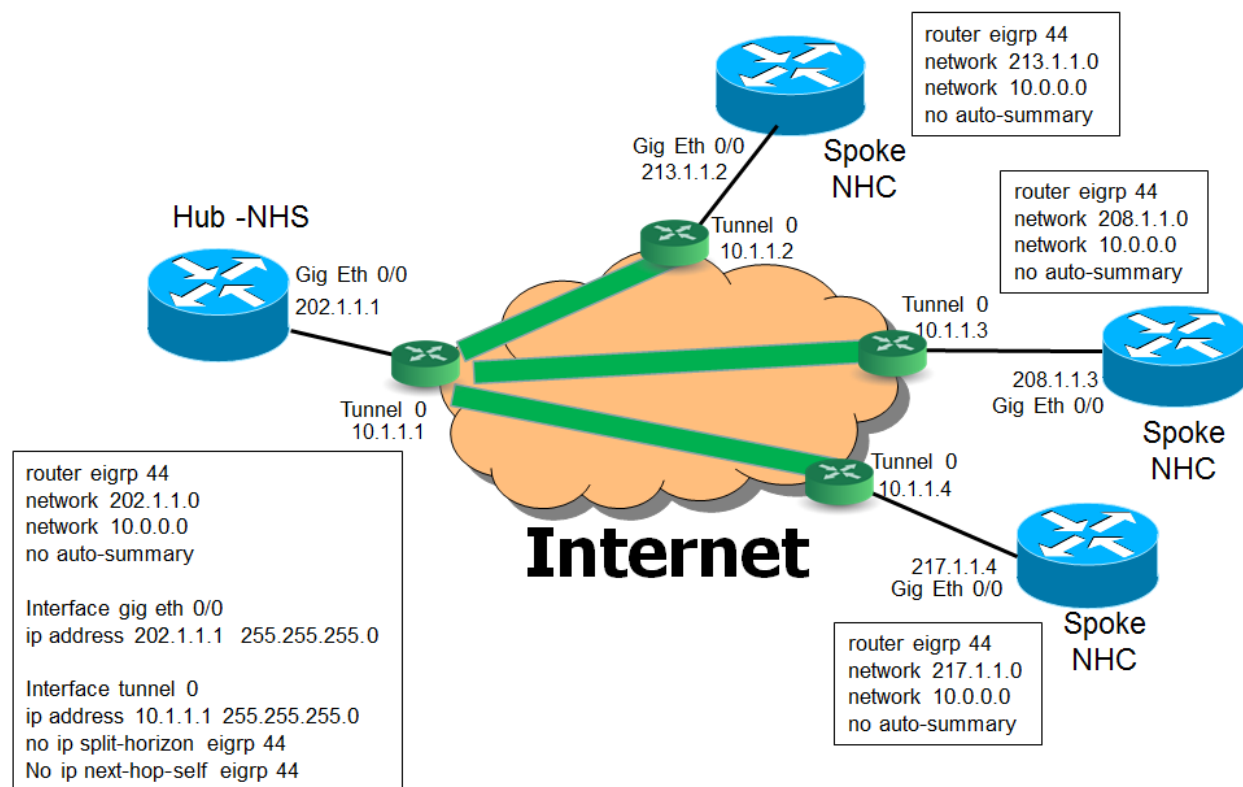 router eigrp 44
network 213.1.1.0
network 10.0.0.0
no auto-summary
Gig Eth 0/0
213.1.1.2
Spoke
NHC
router eigrp 44
network 208.1.1.0
network 10.0.0.0
no auto-summary
Hub -NHS
Gig Eth 0/0
202.1.1.1
Tunnel 0
10.1.1.2
Tunnel 0
10.1.1.3
208.1.1.3
Gig Eth 0/0
Spoke
NHC
Tunnel 0
10.1.1.1
Tunnel 0
10.1.1.4
Internet
217.1.1.4
Gig Eth 0/0
Spoke
NHC
router eigrp 44
network 202.1.1.0
network 10.0.0.0
no auto-summary
Interface gig eth 0/0
ip address 202.1.1.1 255.255.255.0
Interface tunnel 0
ip address 10.1.1.1 255.255.255.0
no ip split-horizon eigrp 44
No ip next-hop-self eigrp 44
router eigrp 44
network 217.1.1.0
network 10.0.0.0
no auto-summary